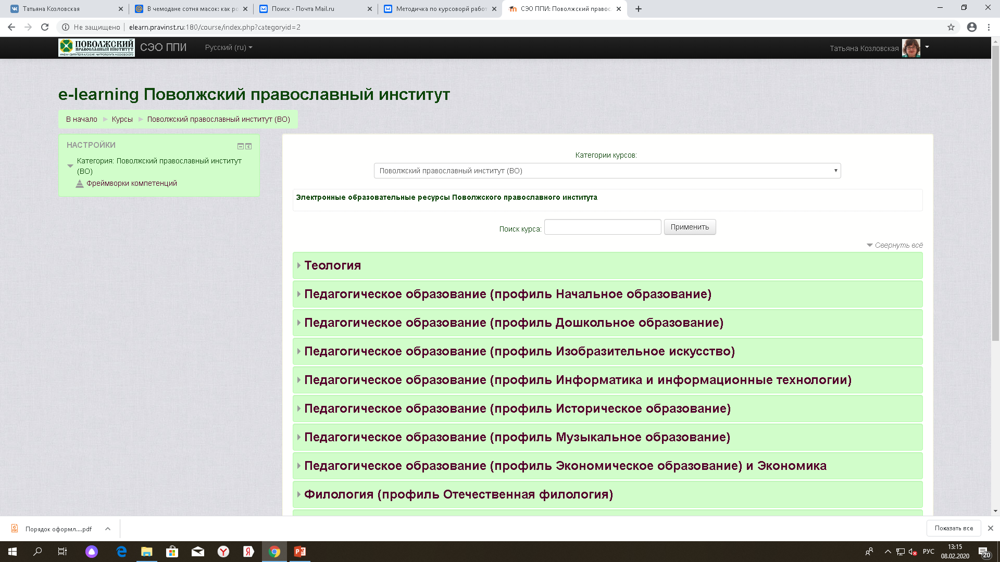 Татьяна Козловская
В чемодане сотня масок: как ро
Поиск - Почта Mail.ru
Методичка по курсоворй работ
СЭО ППИ: Поволжский правос
Не защищено
elearn.pravinst.ru:180/course/index.php?categoryid=2
ПОВОЛЖСКИЙ
ПРАВОСЛАВНЫЙ ИНСТИТУТ
ИМЕНИ СВЯТИТЕЛЯ АЛЕКСИЯ, МИТРОПОЛИТА МОСКОВСКОГО
СЭО ППИ
Русский (ru)
Татьяна Козловская
e-learning Поволжский православный институт
В начало
Курсы
Поволжский православный институт (ВО)
НАСТРОЙКИ
Категория: Поволжский православный институт
(ВО)
Фреймворки компетенций
Категории курсов:
Поволжский православный институт (ВО)
Электронные образовательные ресурсы Поволжского православного института
Поиск курса:
Применить
Свернуть всё
Теология
Педагогическое образование (профиль Начальное образование)
Педагогическое образование (профиль Дошкольное образование)
Педагогическое образование (профиль Изобразительное искусство)
Педагогическое образование (профиль Информатика и информационные технологии)
Педагогическое образование (профиль Историческое образование)
Педагогическое образование (профиль Музыкальное образование)
Педагогическое образование (профиль Экономическое образование) и Экономика
Филология (профиль Отечественная филология)
Порядок оформл....pdf
Показать все
РУС
13:15
08.02.2020
20